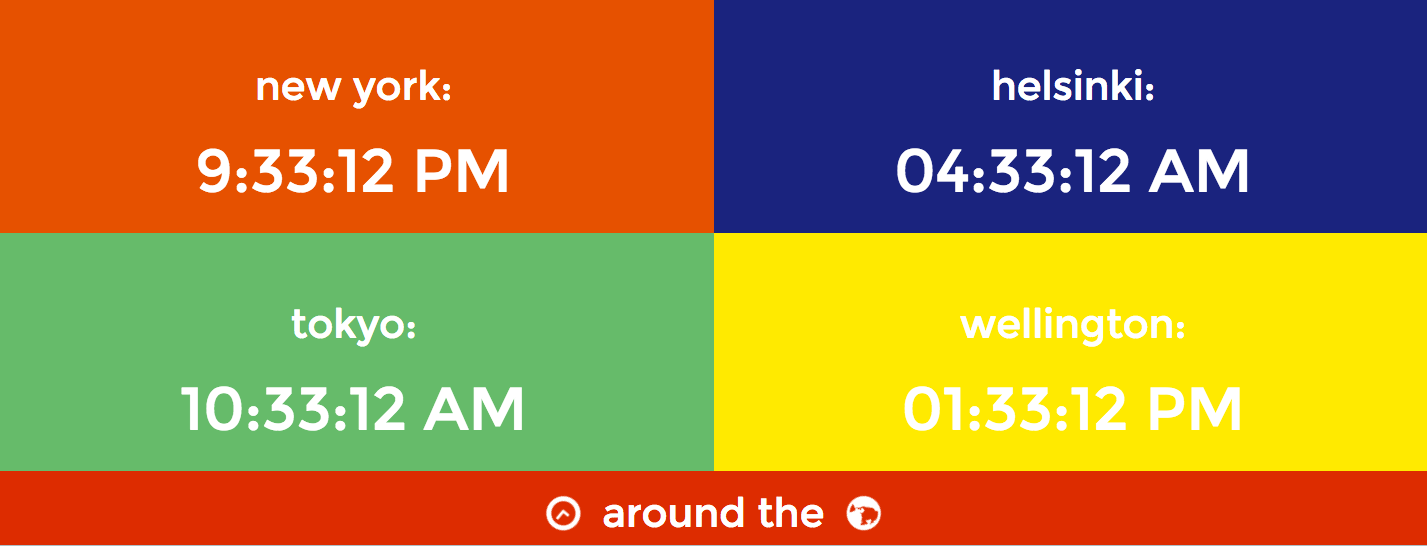 new york:
9:33:12 PM
helsinki:
04:33:12 AM
tokyo:
10:33:12 AM
wellington:
01:33:12 PM
around the